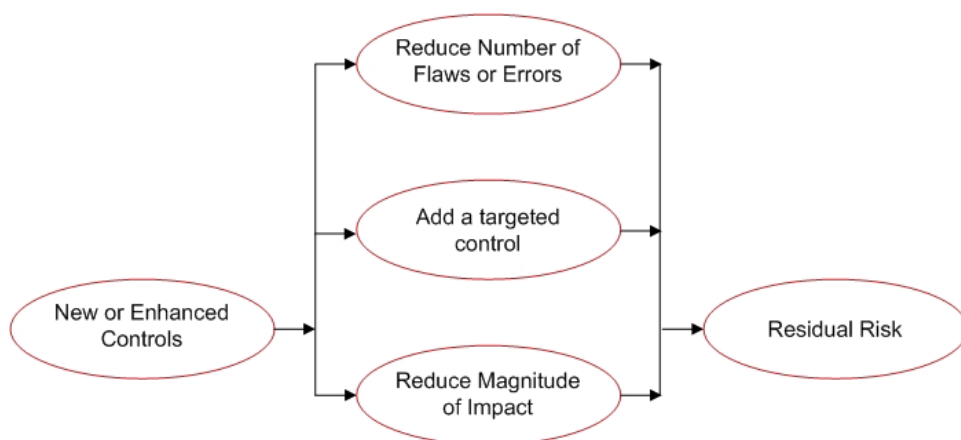 Reduce Number of
Flaws or Errors
Add a targeted
control
New or Enhanced
Controls
Residual Risk
Reduce Magnitude
of Impact